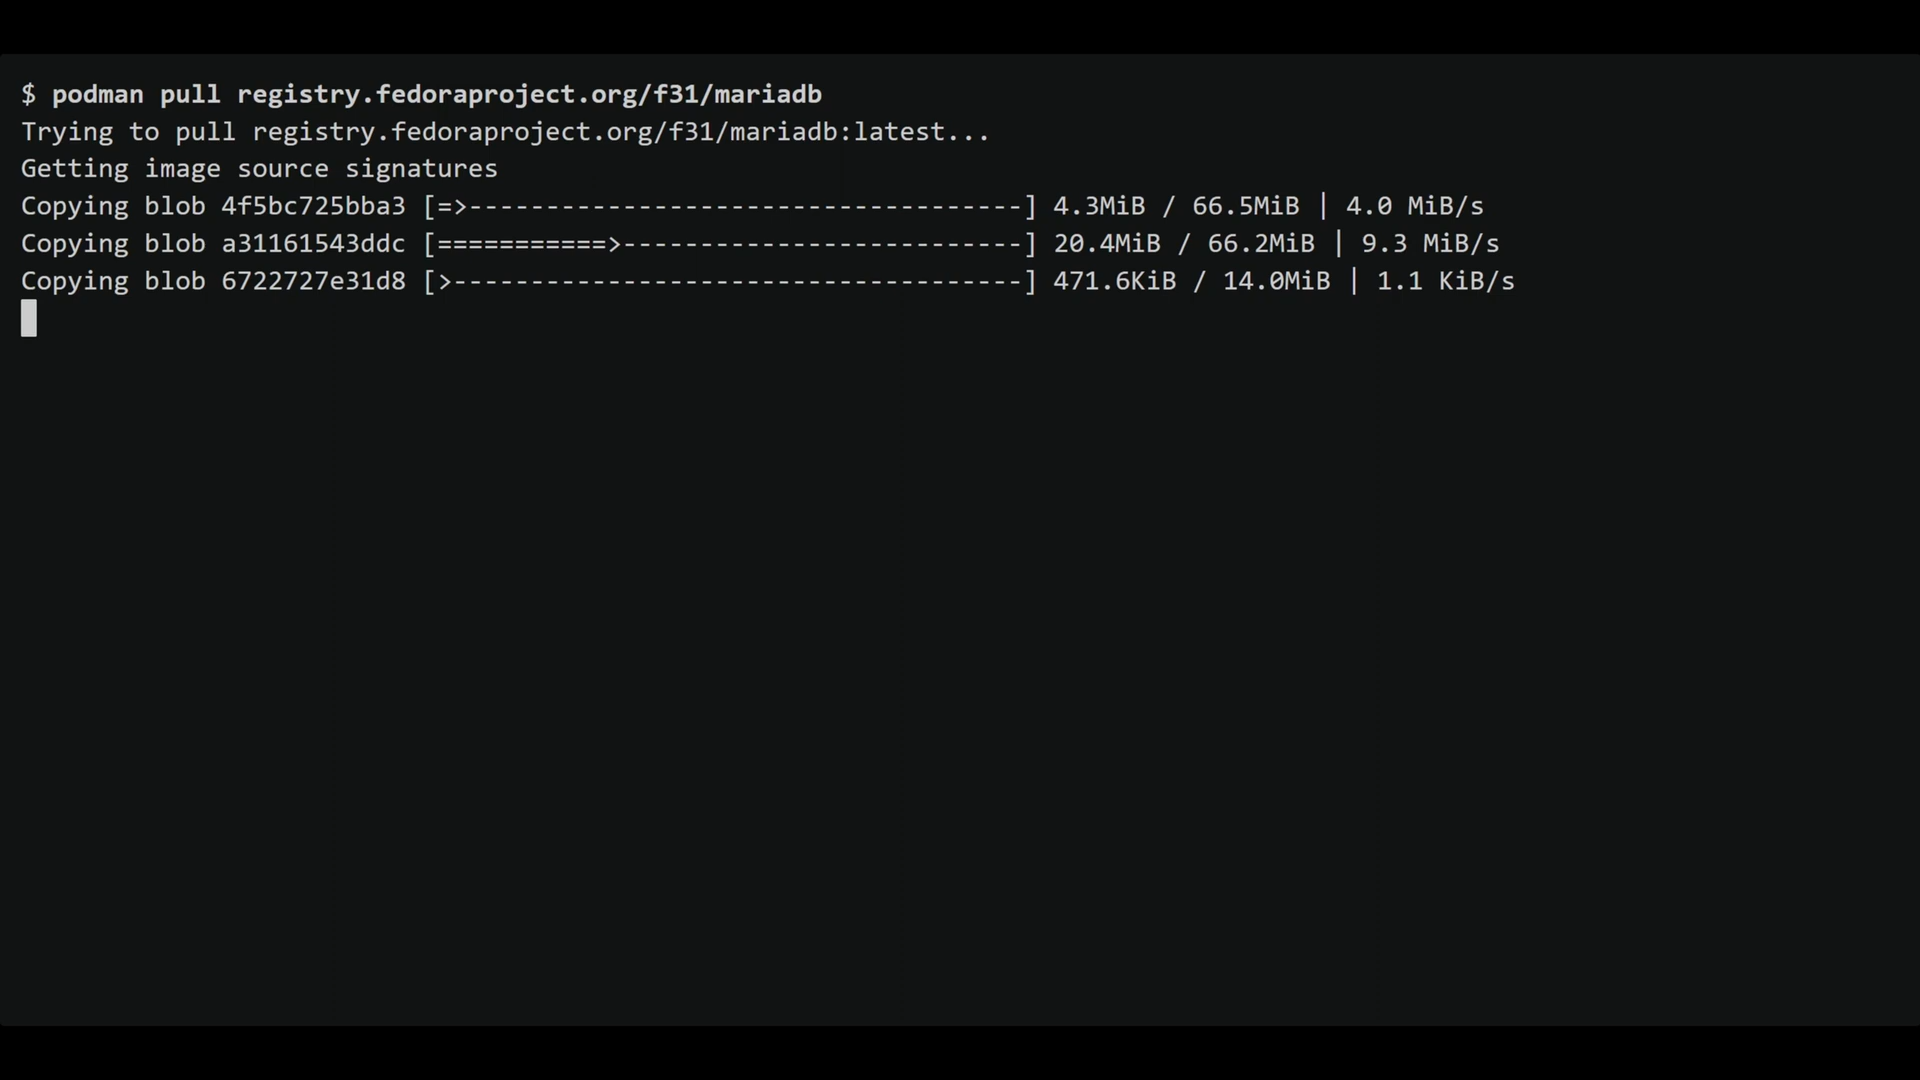 $ podman pull registry.fedoraproject.org/f31/mariadb
Trying to pull registry.fedoraproject.org/f31/mariadb:latest...
Getting image source signatures
Copying blob 4f5bc725bba3 [=>------------------------------------] 4.3MiB / 66.5MiB | 4.0 MiB/s
Copying blob a31161543ddc [===========>--------------------------] 20.4MiB / 66.2MiB | 9.3 MiB/s
Copying blob 6722727e31d8 [>-------------------------------------] 471.6KiB / 14.0MiB | 1.1 KiB/s